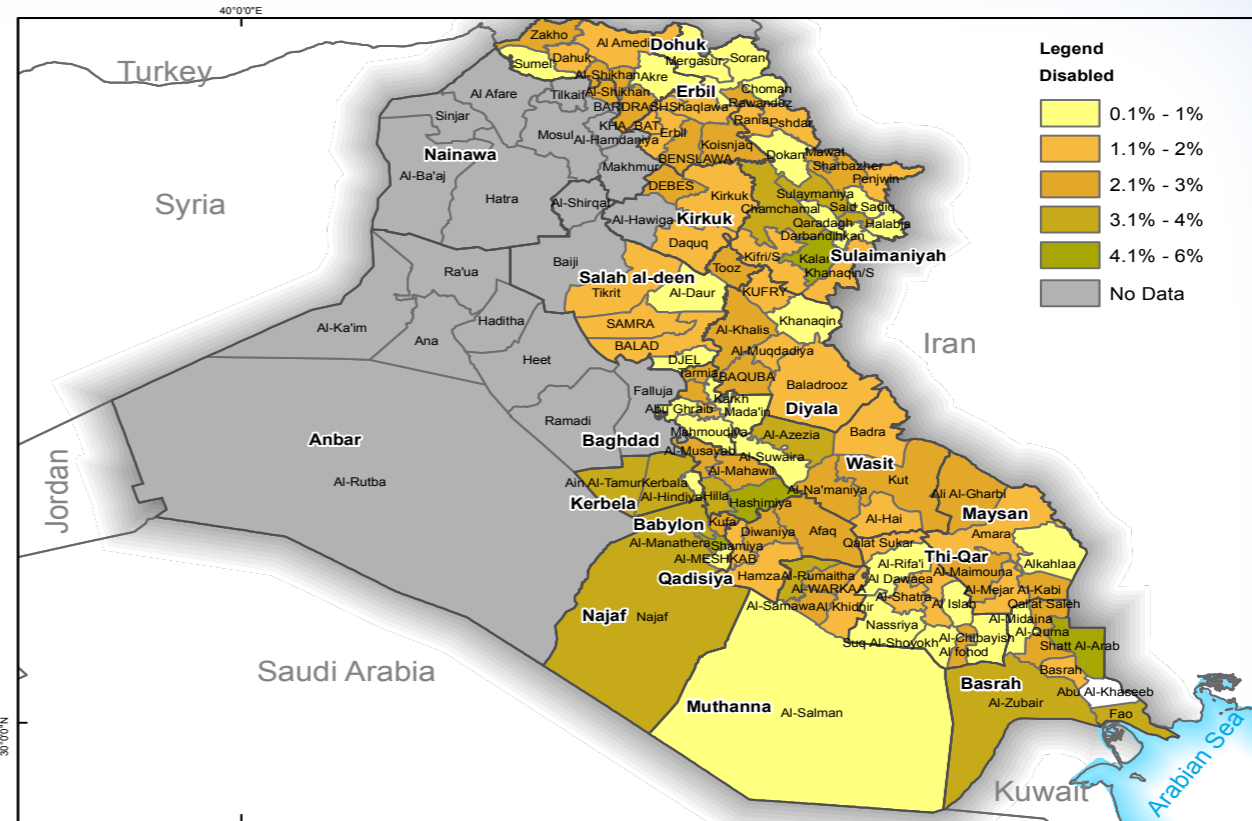 40°0'0"E
Legend
Disabled
0.1% - 1%
1.1% - 2%
2.1% - 3%
3.1% - 4%
4.1% - 6%
No Data
Turkey
Syria
Jordan
Iran
Saudi Arabia
Kuwait
Arabian Sea
30°0'0"N
Zakho
Al Amedi
Dohuk
Sumel
Dahuk
Mergasur
Soran
Al-Shikhan
Akre
Al-Shikhan
Erbil
Choman
Al Afare
Tilkaif
BARDRASH
Shaqlawa
Rawanduz
Sinjar
Mosul
KHA_BAT
Al-Hamdaniya
Erbil
Rania
Pshdar
Nainawa
Koisnjaq
Dokan
Mawat
Makhmur
BENSLAWA
Sharbazher
Al-Ba'aj
Penjwin
Hatra
DEBES
Kirkuk
Sulaymaniya
Al-Shirqat
Chamchamal
Said Sadiq
Al-Hawiga
Kirkuk
Qaradagh
Halabja
Daquq
Darbandihkan
Baiji
Kifri/S
Kalar
Sulaimaniyah
Ra'ua
Salah al-deen
Tooz
Khanaqin/S
Tikrit
Al-Daur
KUFRY
Haditha
SAMRA
Khanaqin
Al-Ka'im
Ana
Al-Khalis
BALAD
Al-Muqdadiya
Heet
DJEL
Tarmia
BAQUBA
Baladrooz
Falluja
Karkh
Abu Ghraib
Mada'in
Diyala
Ramadi
Mahmoudiya
Al-Azezia
Badra
Anbar
Baghdad
Al-Musayab
Al-Suwaira
Wasit
Al-Rutba
Ain Al-Tamur
Kerbala
Al-Mahawil
Kut
Al-Hindiya
Hilla
Hashimiya
Al-Na'maniya
Ali Al-Gharbi
Kerbela
Babylon
Kufa
Diwaniya
Afaq
Al-Hai
Maysan
Al-Manathera
Shamiya
Qalat Sukar
Amara
Al-MESHKAB
Al-Rifa'i
Thi-Qar
Alkahlaa
Qadisiya
Hamza
Al-Rumaitha
Al Dawaea
Al-Maimouna
Al-WARKAA
Al-Shatra
Al-Mejar
Al-Kabi
Al-Samawa
Al-Khidhir
Al Islah
Qal'at Saleh
Najaf
Najaf
Nassriya
Al-Midaina
Al-Chibayish
Al-Qurna
Suq Al-Shoyokh
Al fohod
Shatt Al-Arab
Basrah
Basrah
Abu Al-Khaseeb
Muthanna
Al-Salman
Al-Zubair
Fao